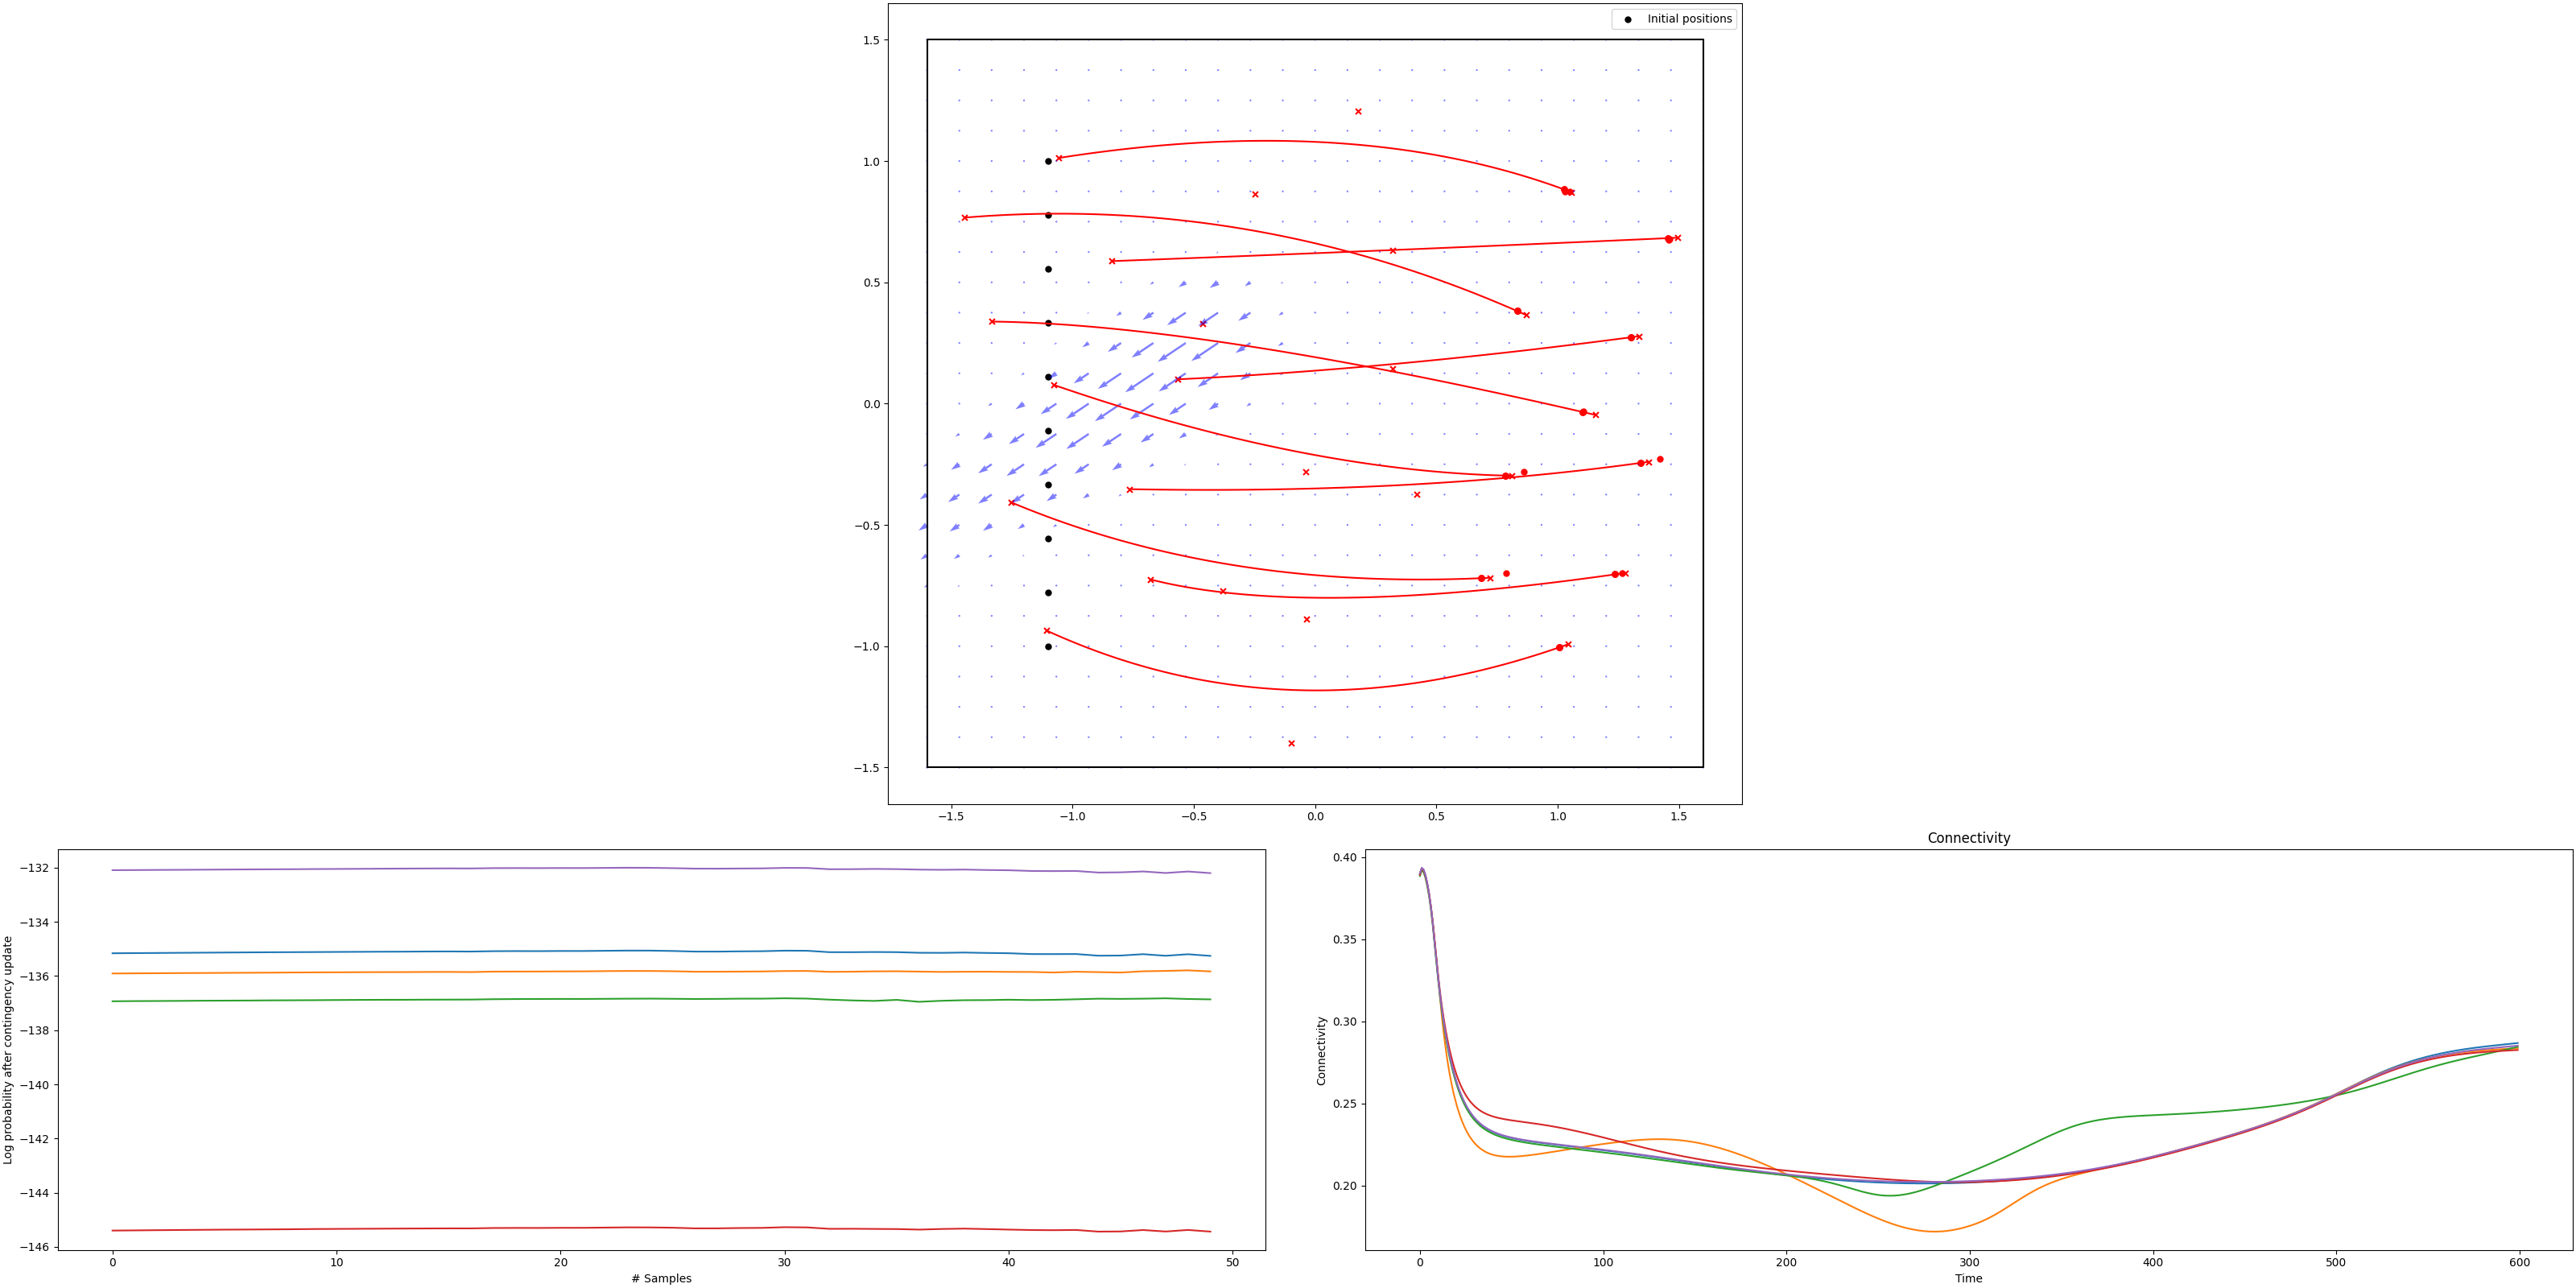 Initial positions
1.5
1.0
0.5
0.0
−0.5
−1.0
−1.5
−1.5 −1.0 −0.5 0.0 0.5 1.0 1.5
Log probability after contingency update
−132
−134
−136
−138
−140
−142
−144
−146
0 10 20 30 40 50
# Samples
Connectivity
Connectivity
0.40
0.35
0.30
0.25
0.20
0 100 200 300 400 500 600
Time